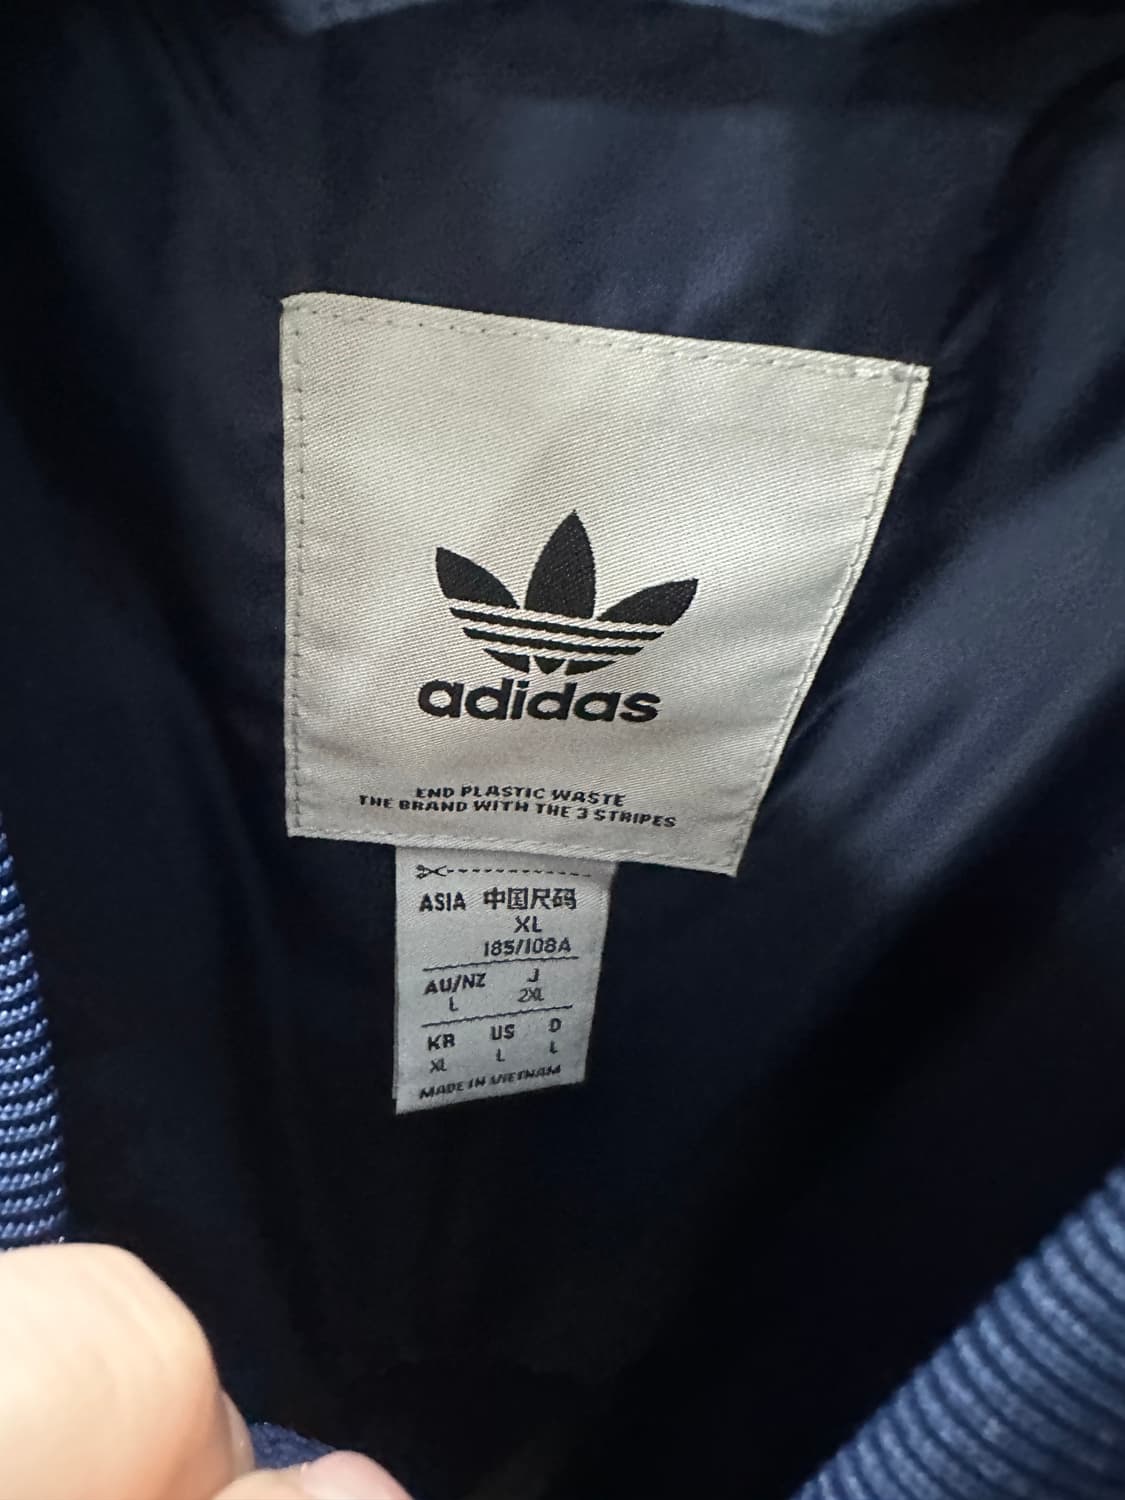 adidas
END PLASTIC WASTE
THE BRAND WITH THE 3 STRIPES
ASIA 中国尺码
XL
185/108A
AU/NZ J
L 2XL
KR US D
XL L L
MADE IN VIETNAM